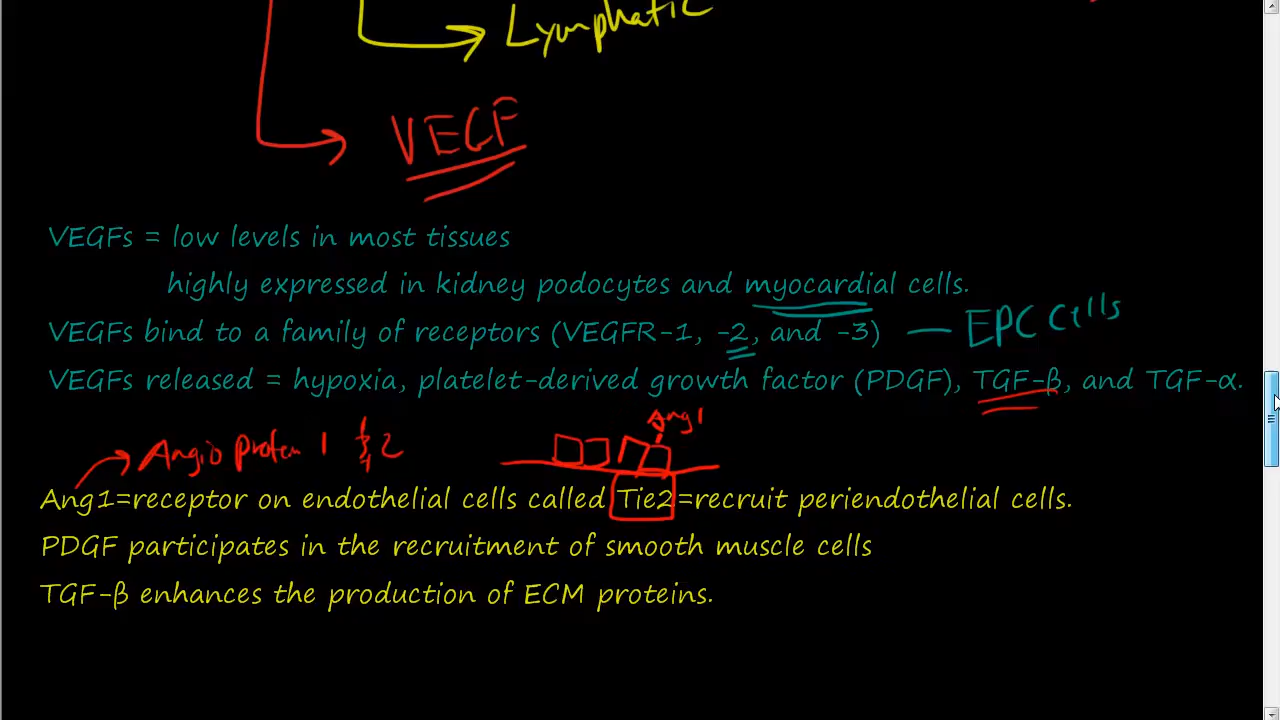 Lymphatic
VEGF
VEGFs = low levels in most tissues
highly expressed in kidney podocytes and myocardial cells.
VEGFs bind to a family of receptors (VEGFR-1, -2, and -3) — EPC Cells
VEGFs released = hypoxia, platelet-derived growth factor (PDGF), TGF-β, and TGF-α.
Ang1
Angio protein 1 & 2
Ang1=receptor on endothelial cells called Tie2=recruit periendothelial cells.
PDGF participates in the recruitment of smooth muscle cells
TGF-β enhances the production of ECM proteins.